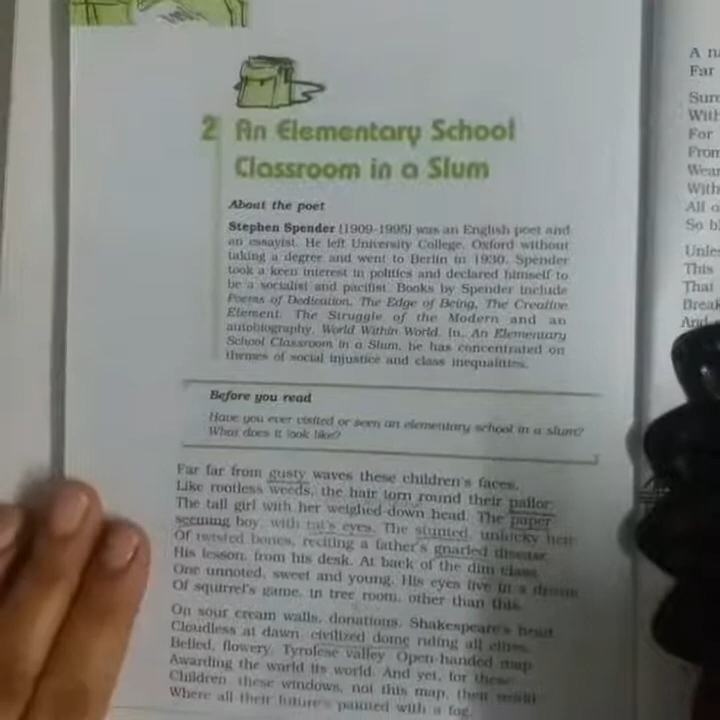 2 An Elementary School
Classroom in a Slum
About the poet
Stephen Spender (1909-1995) was an English poet and
an essayist. He left University College, Oxford without
taking a degree and went to Berlin in 1930. Spender
took a keen interest in politics and declared himself to
be a socialist and pacifist. Books by Spender include
Poems of Dedication, The Edge of Being, The Creative
Element, The Struggle of the Modern and an
autobiography, World Within World. In, An Elementary
School Classroom in a Slum, he has concentrated on
themes of social injustice and class inequalities.
Before you read
Have you ever visited or seen an elementary school in a slum?
What does it look like?
Far far from gusty waves these children's faces.
Like rootless weeds, the hair torn round their pallor:
The tall girl with her weighed-down head. The paper
seeming boy, with rat's eyes. The stunted, unlucky heir
Of twisted bones, reciting a father's gnarled disease,
His lesson, from his desk. At back of the dim class
One unnoted, sweet and young. His eyes live in a dream
Of squirrel's game, in tree room, other than this.
On sour cream walls, donations. Shakespeare's head,
Cloudless at dawn, civilized dome riding all cities.
Belled, flowery, Tyrolese valley. Open-handed map
Awarding the world its world. And yet, for these
Children, these windows, not this map, their world,
Where all their future's painted with a fog,
A
Far
With
For
From
With
All
So
This
And